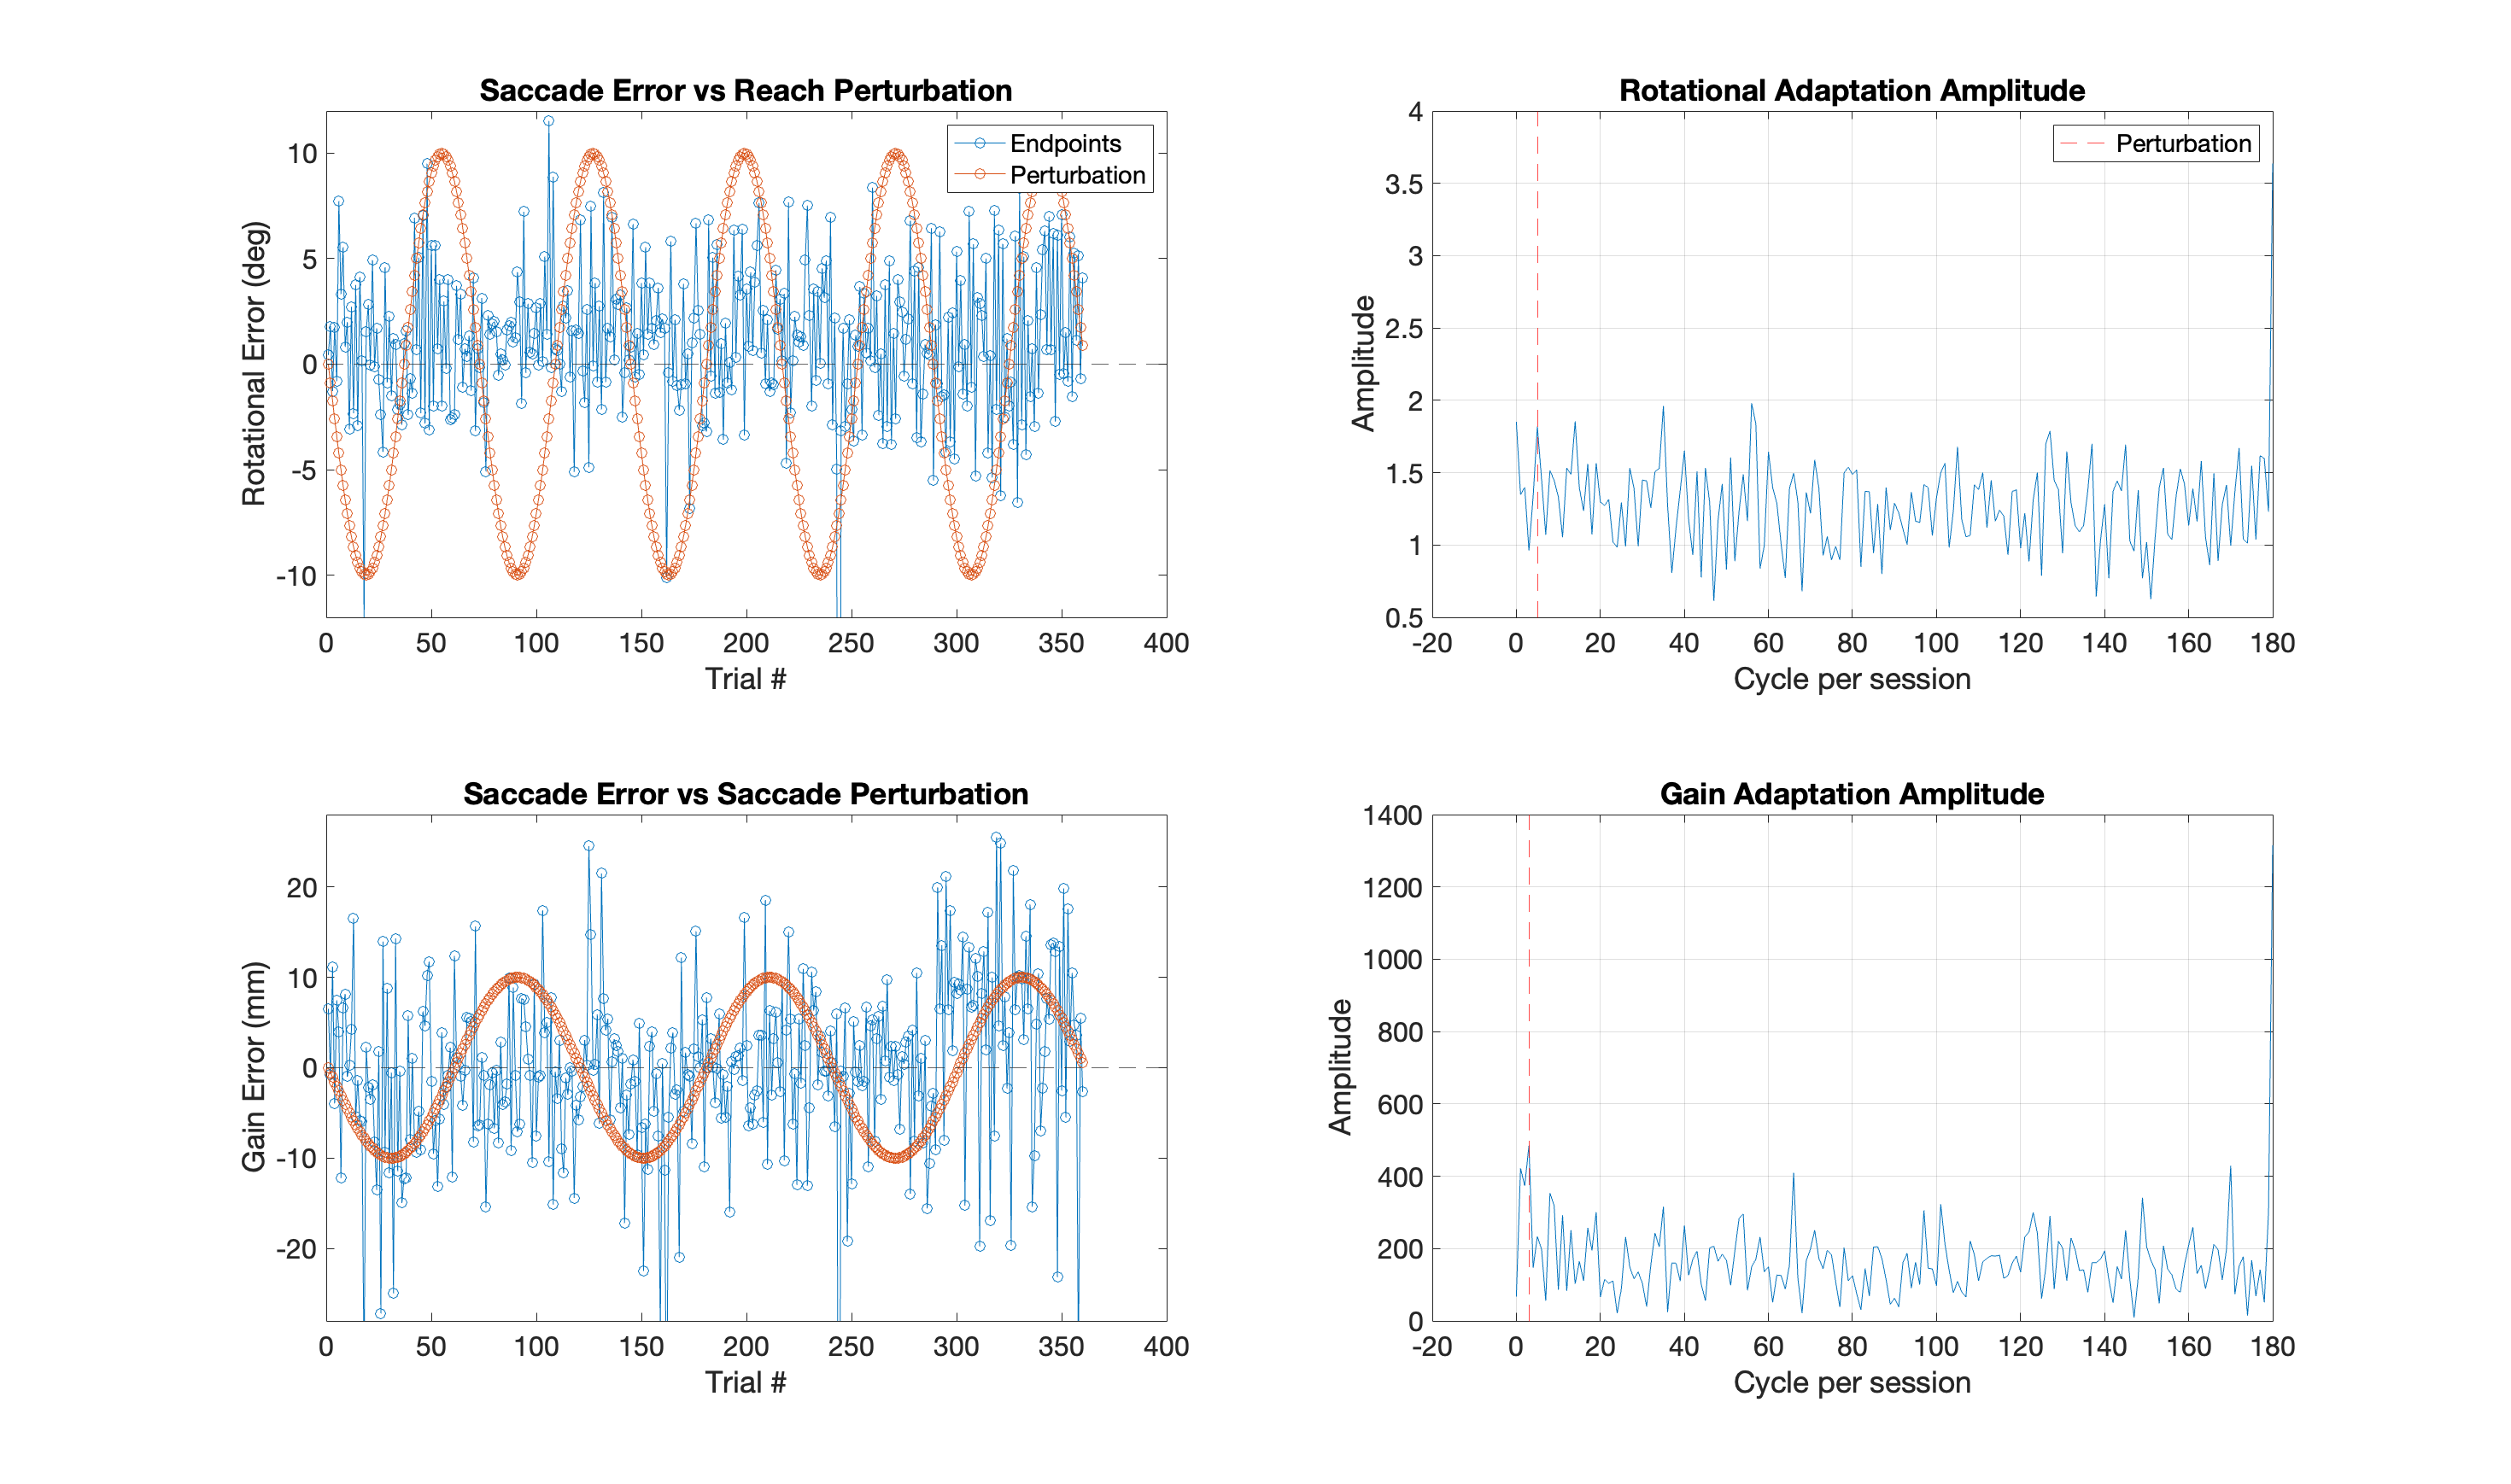 Saccade Error vs Reach Perturbation
Rotational Error (deg)
10
5
0
-5
-10
0 50 100 150 200 250 300 350 400
Trial #
Endpoints
Perturbation
Rotational Adaptation Amplitude
Amplitude
4
3.5
3
2.5
2
1.5
1
0.5
-20 0 20 40 60 80 100 120 140 160 180
Cycle per session
Perturbation
Saccade Error vs Saccade Perturbation
Gain Error (mm)
20
10
0
-10
-20
0 50 100 150 200 250 300 350 400
Trial #
Gain Adaptation Amplitude
Amplitude
1400
1200
1000
800
600
400
200
0
-20 0 20 40 60 80 100 120 140 160 180
Cycle per session